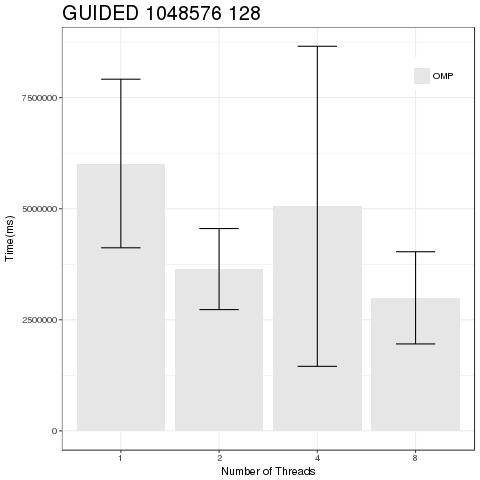 GUIDED 1048576 128
OMP
7500000
5000000
2500000
0
Time(ms)
1 2 4 8
Number of Threads